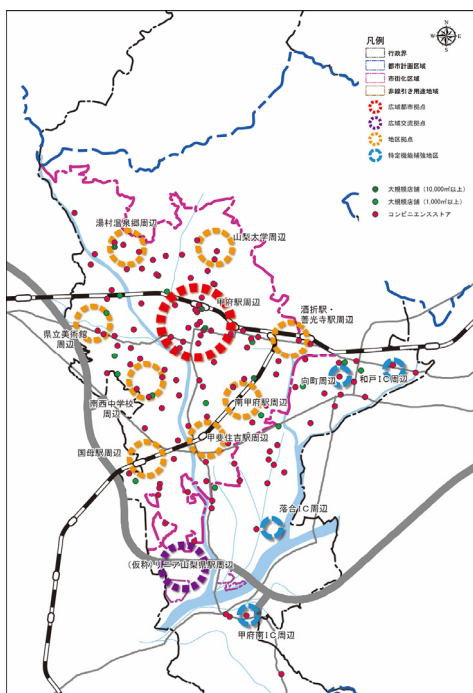 凡例
N
W
E
S
行政界
都市計画区域
市街化区域
非線引き用途地域
広域都市拠点
広域交流拠点
地区拠点
特定機能補強地区
大規模店舗（10,000㎡以上）
大規模店舗（1,000㎡以上）
コンビニエンスストア
湯村温泉郷周辺
山梨大学周辺
甲府駅周辺
酒折駅・
善光寺駅周辺
県立美術館
周辺
向町周辺
和戸IC周辺
南西中学校
周辺
南甲府駅周辺
甲斐住吉駅周辺
国母駅周辺
落合IC周辺
(仮称)リニア山梨県駅周辺
甲府南IC周辺